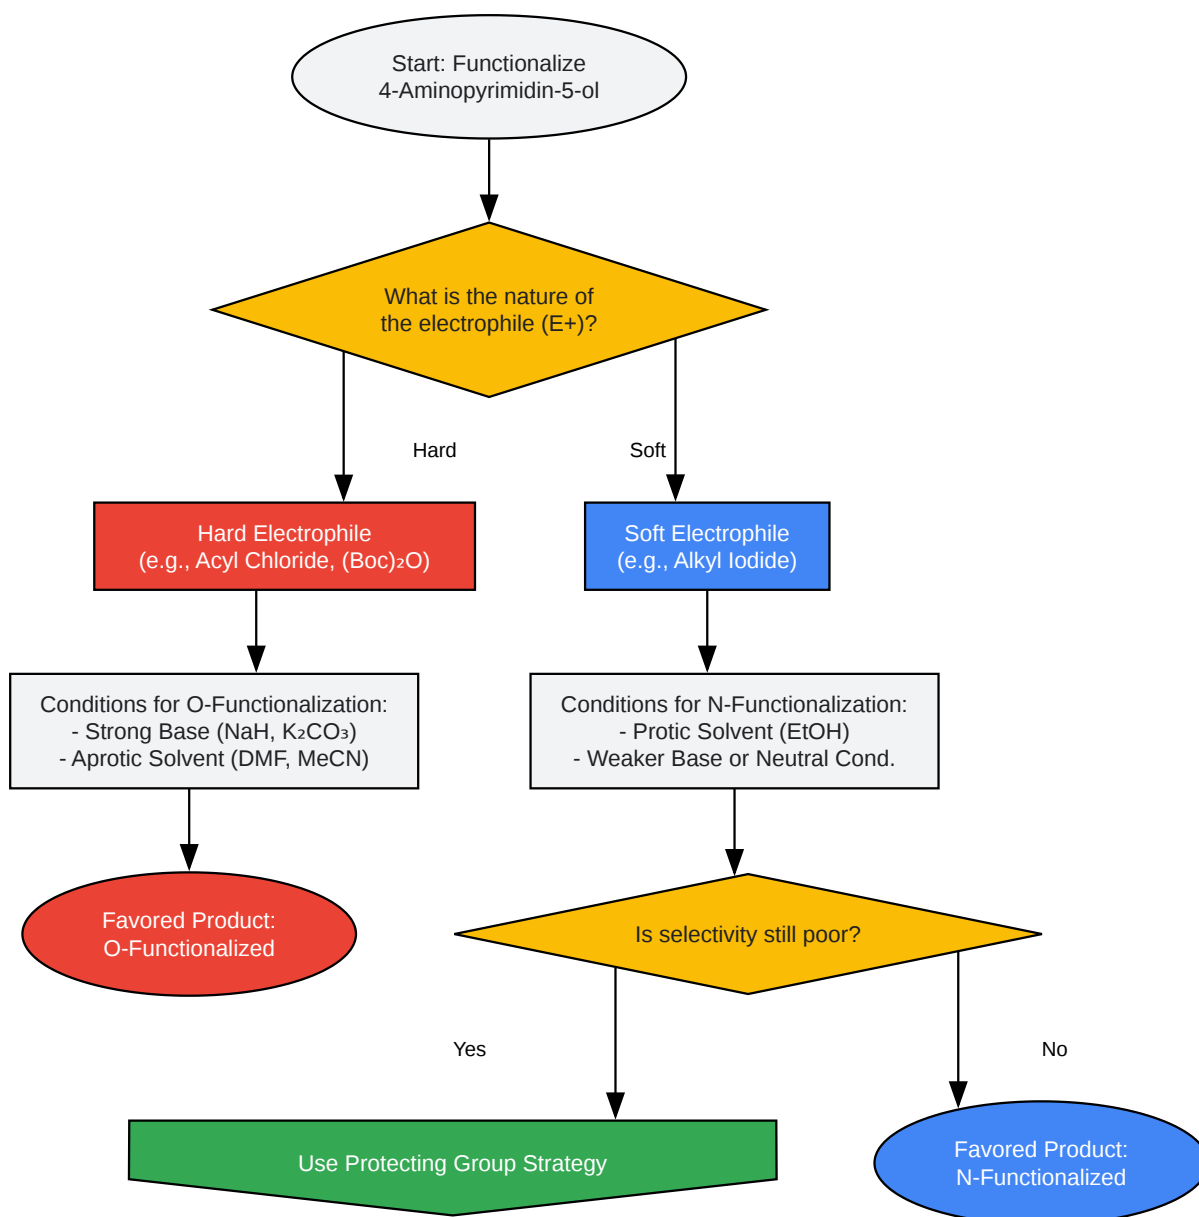 Start: Functionalize
4-Aminopyrimidin-5-ol
What is the nature of
the electrophile (E+)?
Hard
Soft
Hard Electrophile
(e.g., Acyl Chloride, (Boc)₂O)
Soft Electrophile
(e.g., Alkyl Iodide)
Conditions for O-Functionalization:
- Strong Base (NaH, K₂CO₃)
- Aprotic Solvent (DMF, MeCN)
Conditions for N-Functionalization:
- Protic Solvent (EtOH)
- Weaker Base or Neutral Cond.
Favored Product:
O-Functionalized
Is selectivity still poor?
Yes
No
Use Protecting Group Strategy
Favored Product:
N-Functionalized